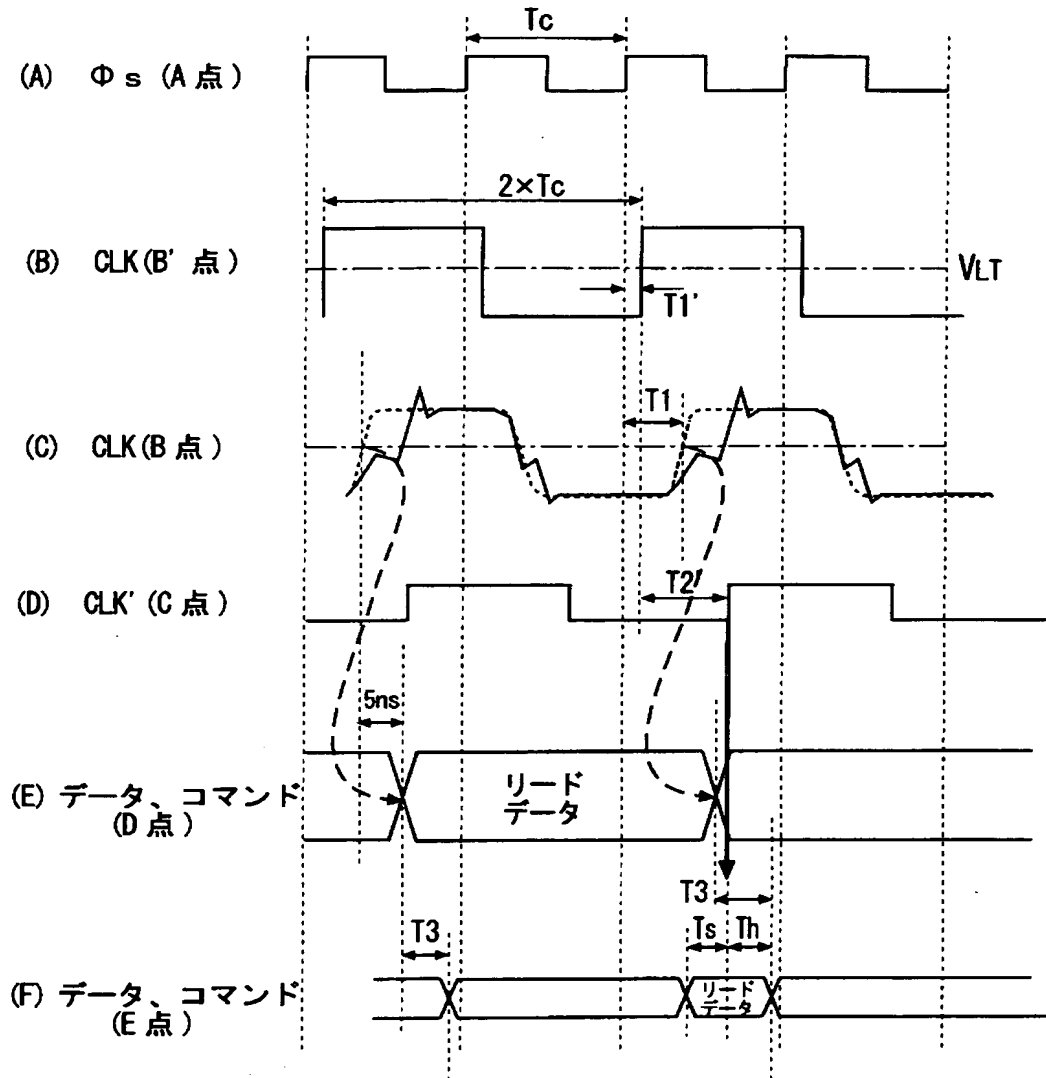 Tc
(A) Φs (A点)
2×Tc
(B) CLK(B' 点)
VLT
T1'
T1
(C) CLK(B点)
T2'
(D) CLK' (C点)
5ns
(E) データ、コマンド
(D点)
リード
データ
T3
T3
Ts Th
(F) データ、コマンド
(E点)
リード
データ